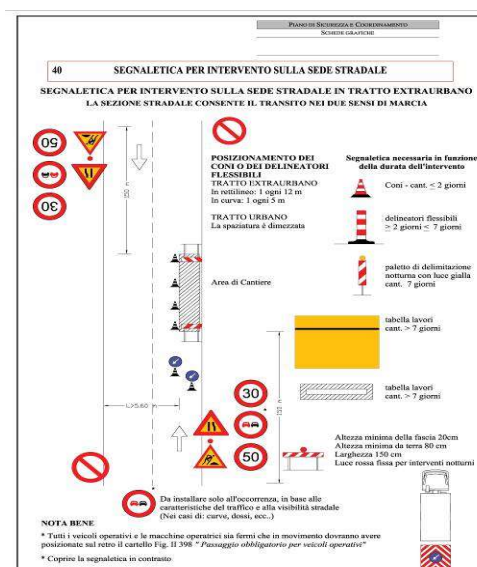 PIANO DI SICUREZZA E COORDINAMENTO
SCHEDE GRAFICHE
40 SEGNALETICA PER INTERVENTO SULLA SEDE STRADALE
SEGNALETICA PER INTERVENTO SULLA SEDE STRADALE IN TRATTO EXTRAURBANO
LA SEZIONE STRADALE CONSENTE IL TRANSITO NEI DUE SENSI DI MARCIA
50
30
350 m
POSIZIONAMENTO DEI
CONI O DEI DELINEATORI
FLESSIBILI
TRATTO EXTRAURBANO
In rettilineo: 1 ogni 12 m
In curva: 1 ogni 5 m
TRATTO URBANO
La spaziatura è dimezzata
Area di Cantiere
Segnaletica necessaria in funzione
della durata dell'intervento
Coni - cant. ≤ 2 giorni
delineatori flessibili
≥ 2 giorni ≤ 7 giorni
paletto di delimitazione
notturna con luce gialla
cant. 7 giorni
tabella lavori
cant. > 7 giorni
tabella lavori
cant. > 7 giorni
L>5.60 m
30
*
50
Altezza minima della fascia 20cm
Altezza minima da terra 80 cm
Larghezza 150 cm
Luce rossa fissa per interventi notturni
* Da installare solo all'occorrenza, in base alle
caratteristiche del traffico e alla visibilità stradale
(Nei casi di: curve, dossi, ecc..)
NOTA BENE
* Tutti i veicoli operativi e le macchine operatrici sia fermi che in movimento dovranno avere
posizionate sul retro il cartello Fig. II 398 " Passaggio obbligatorio per veicoli operativi"
* Coprire la segnaletica in contrasto